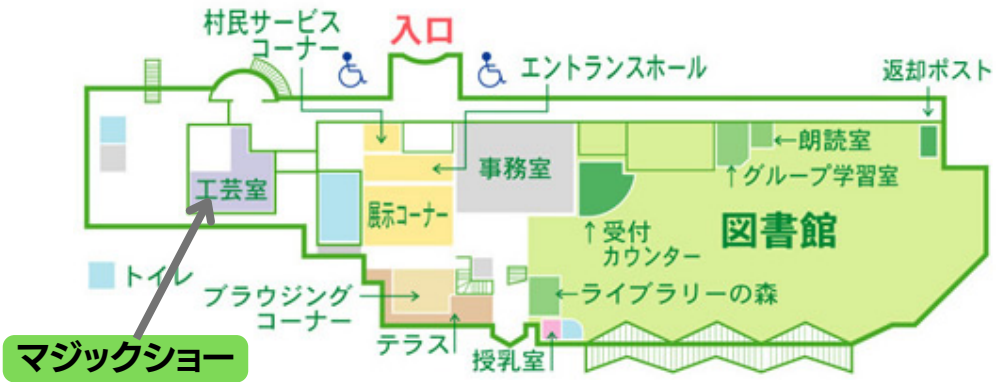 村民サービス
コーナー
入口
エントランスホール
返却ポスト
←朗読室
↑グループ学習室
事務室
工芸室
展示コーナー
図書館
↑受付
カウンター
トイレ
ブラウジング
コーナー
←ライブラリーの森
テラス
授乳室
マジックショー